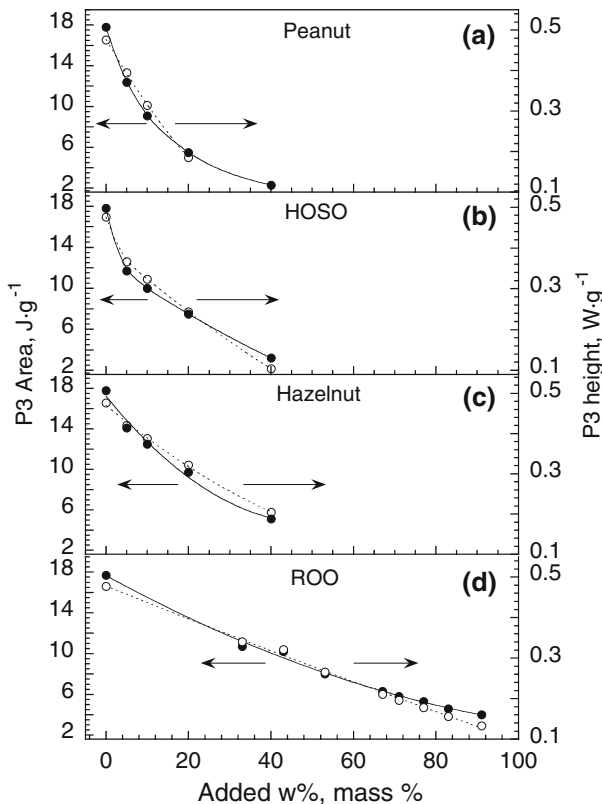 18
14
10
6
2
Peanut
(a)
0.5
0.3
0.1
18
14
10
6
2
HOSO
(b)
0.5
0.3
0.1
18
14
10
6
2
Hazelnut
(c)
0.5
0.3
0.1
18
14
10
6
2
ROO
(d)
0.5
0.3
0.1
P3 Area, J·g⁻¹
P3 height, W·g⁻¹
0 20 40 60 80 100
Added w%, mass %